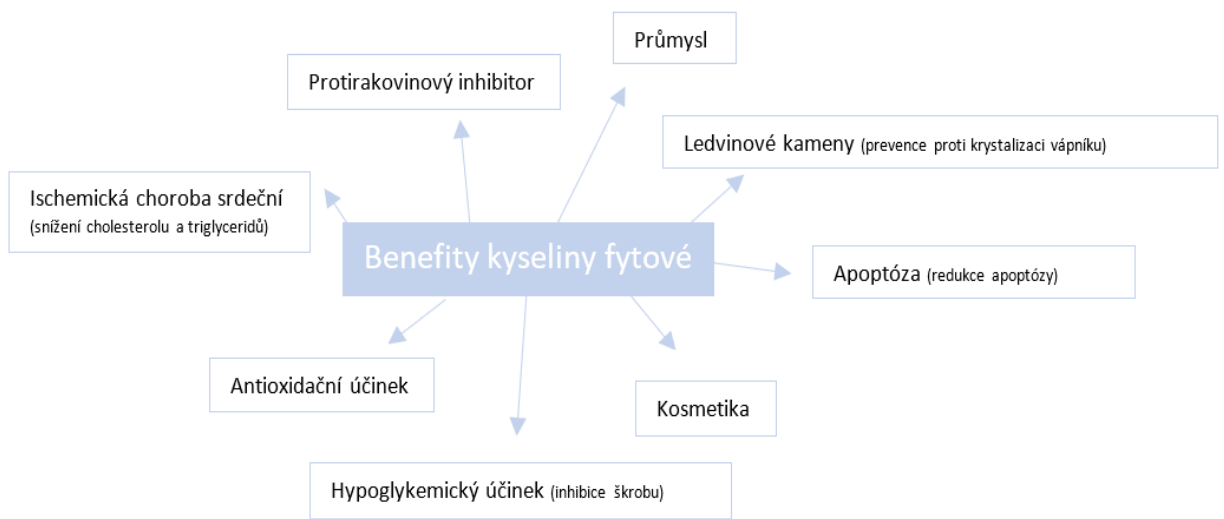 Průmysl
Protirakovinový inhibitor
Ledvinové kameny (prevence proti krystalizaci vápníku)
Ischemická choroba srdeční
(snížení cholesterolu a triglyceridů)
Benefity kyseliny fytové
Apoptóza (redukce apoptózy)
Antioxidační účinek
Kosmetika
Hypoglykemický účinek (inhibice škrobu)